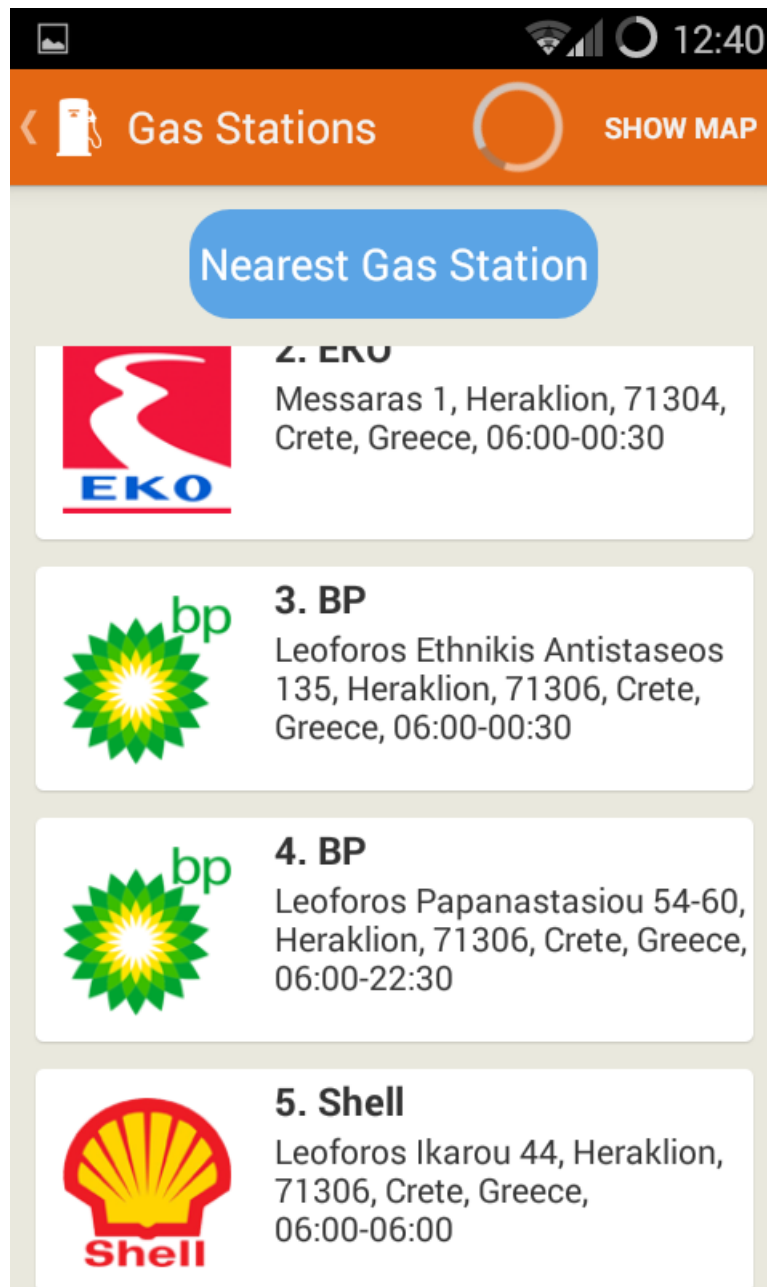 12:40
Gas Stations
SHOW MAP
Nearest Gas Station
2. EKO
Messaras 1, Heraklion, 71304,
Crete, Greece, 06:00-00:30
EKO
bp
3. BP
Leoforos Ethnikis Antistaseos
135, Heraklion, 71306, Crete,
Greece, 06:00-00:30
bp
4. BP
Leoforos Papanastasiou 54-60,
Heraklion, 71306, Crete, Greece,
06:00-22:30
5. Shell
Leoforos Ikarou 44, Heraklion,
71306, Crete, Greece,
06:00-06:00
Shell